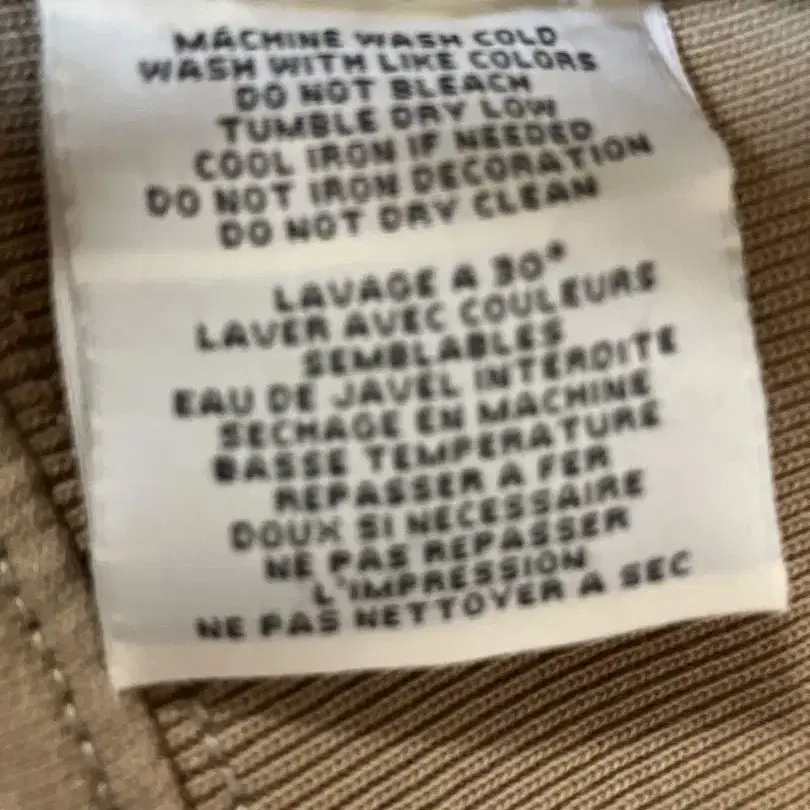 MACHINE WASH COLD
WASH WITH LIKE COLORS
DO NOT BLEACH
TUMBLE DRY LOW
COOL IRON IF NEEDED
DO NOT IRON DECORATION
DO NOT DRY CLEAN
LAVAGE A 30°
LAVER AVEC COULEURS
SEMBLABLES
EAU DE JAVEL INTERDITE
SECHAGE EN MACHINE
BASSE TEMPERATURE
REPASSER A FER
DOUX SI NECESSAIRE
NE PAS REPASSER
L'IMPRESSION
NE PAS NETTOYER A SEC